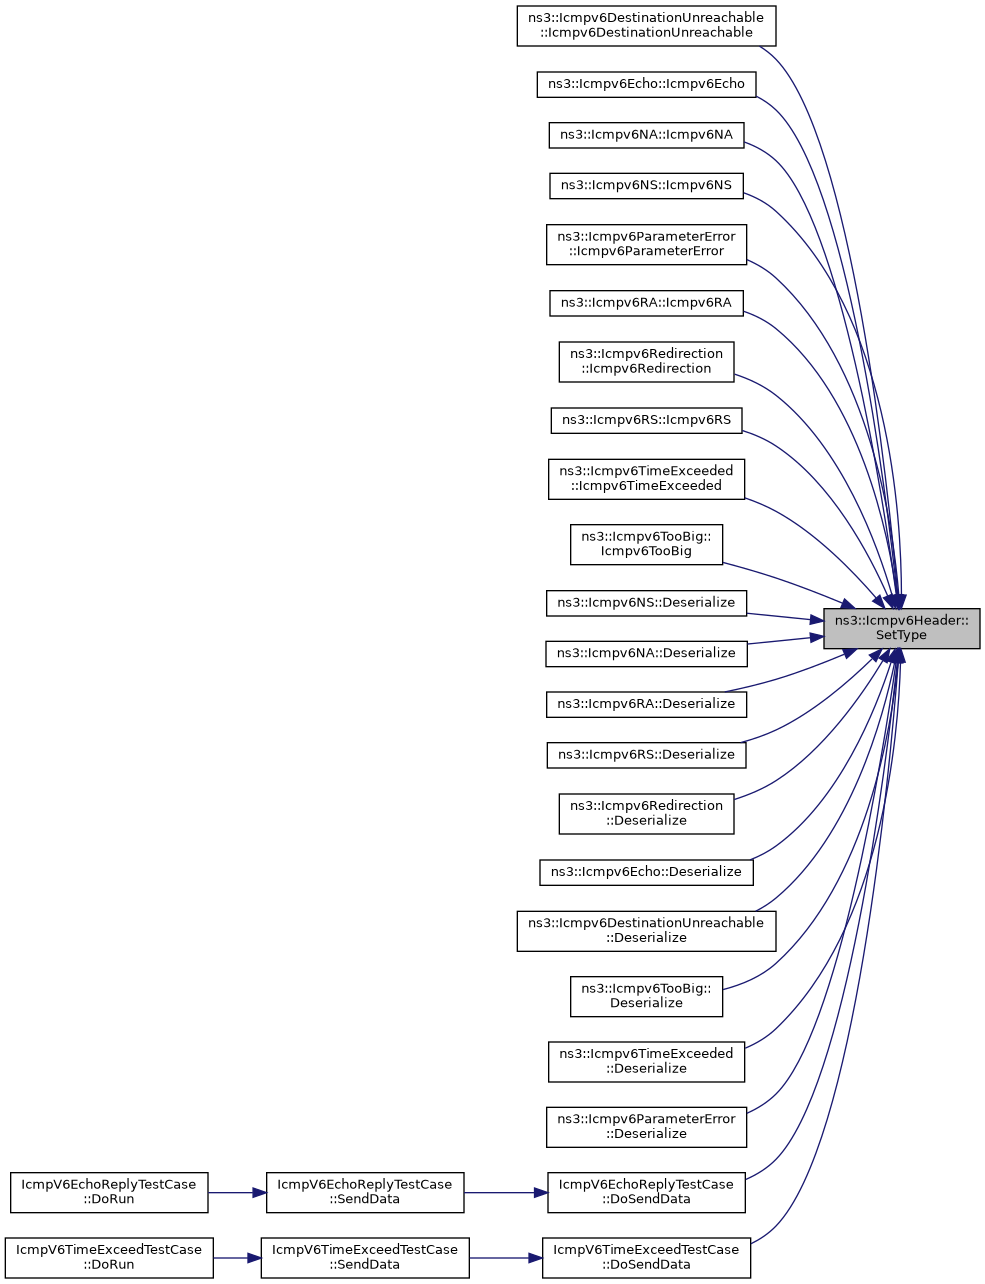 ns3::Icmpv6DestinationUnreachable
::Icmpv6DestinationUnreachable
ns3::Icmpv6Echo::Icmpv6Echo
ns3::Icmpv6NA::Icmpv6NA
ns3::Icmpv6NS::Icmpv6NS
ns3::Icmpv6ParameterError
::Icmpv6ParameterError
ns3::Icmpv6RA::Icmpv6RA
ns3::Icmpv6Redirection
::Icmpv6Redirection
ns3::Icmpv6RS::Icmpv6RS
ns3::Icmpv6TimeExceeded
::Icmpv6TimeExceeded
ns3::Icmpv6TooBig::
Icmpv6TooBig
ns3::Icmpv6NS::Deserialize
ns3::Icmpv6Header::
SetType
ns3::Icmpv6NA::Deserialize
ns3::Icmpv6RA::Deserialize
ns3::Icmpv6RS::Deserialize
ns3::Icmpv6Redirection
::Deserialize
ns3::Icmpv6Echo::Deserialize
ns3::Icmpv6DestinationUnreachable
::Deserialize
ns3::Icmpv6TooBig::
Deserialize
ns3::Icmpv6TimeExceeded
::Deserialize
ns3::Icmpv6ParameterError
::Deserialize
IcmpV6EchoReplyTestCase
::DoRun
IcmpV6EchoReplyTestCase
::SendData
IcmpV6EchoReplyTestCase
::DoSendData
IcmpV6TimeExceedTestCase
::DoRun
IcmpV6TimeExceedTestCase
::SendData
IcmpV6TimeExceedTestCase
::DoSendData